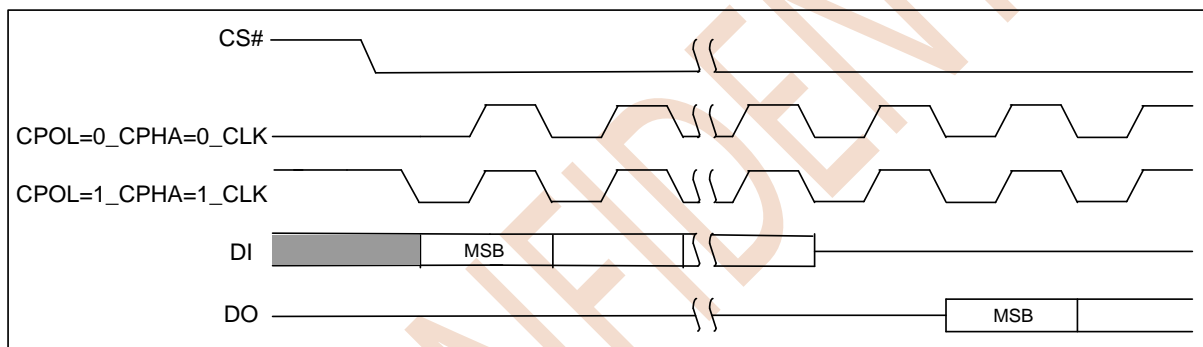 CS#
CPOL=0_CPHA=0_CLK
CPOL=1_CPHA=1_CLK
DI
MSB
DO
MSB